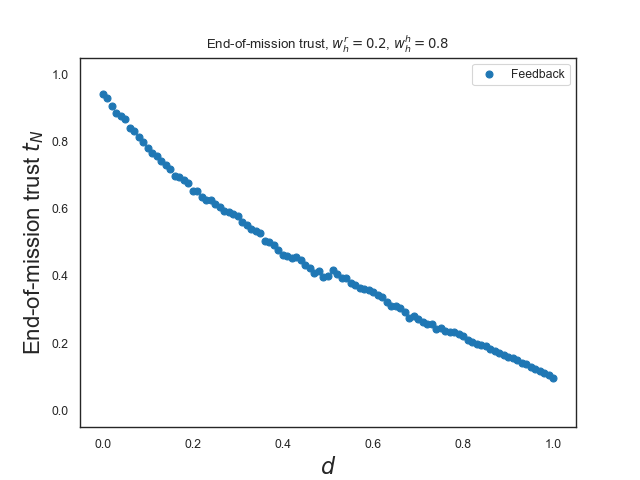 End-of-mission trust, $w_h^r = 0.2$, $w_h^h = 0.8$
Feedback
1.0
0.8
0.6
0.4
0.2
0.0
End-of-mission trust $t_N$
0.0 0.2 0.4 0.6 0.8 1.0
d